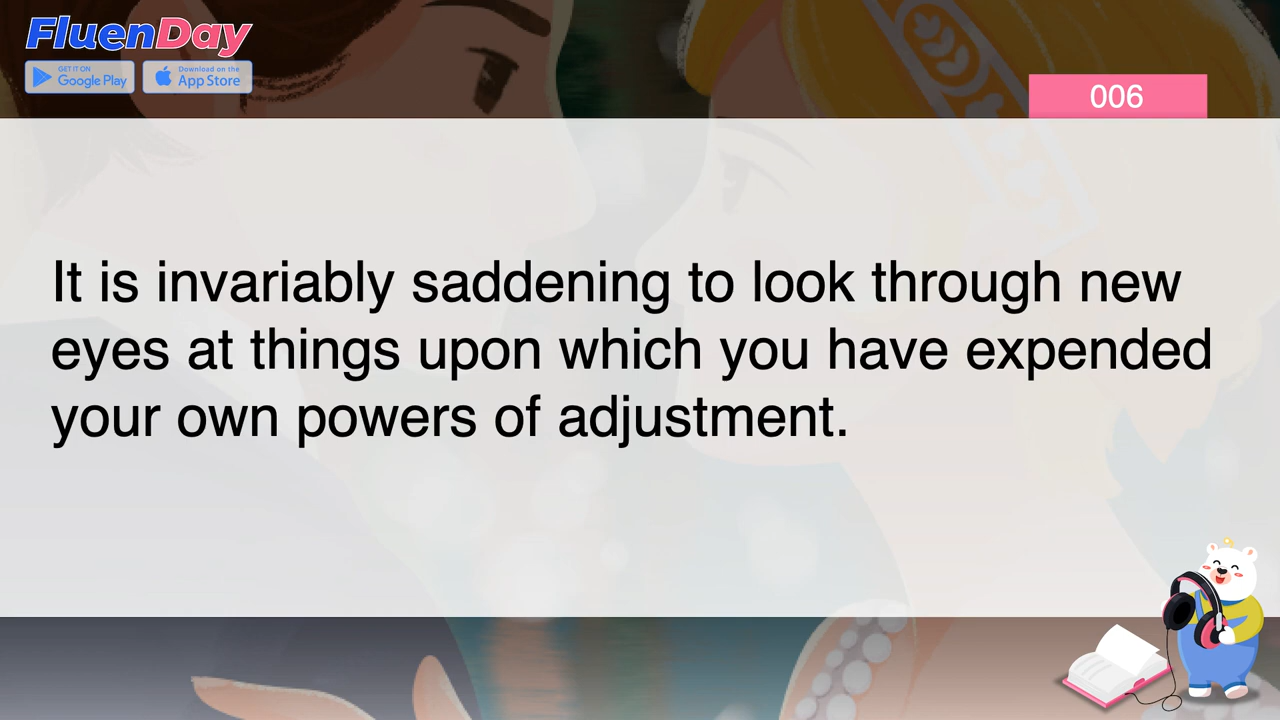 FluenDay
GET IT ON
Google Play
Download on the
App Store
006
It is invariably saddening to look through new
eyes at things upon which you have expended
your own powers of adjustment.